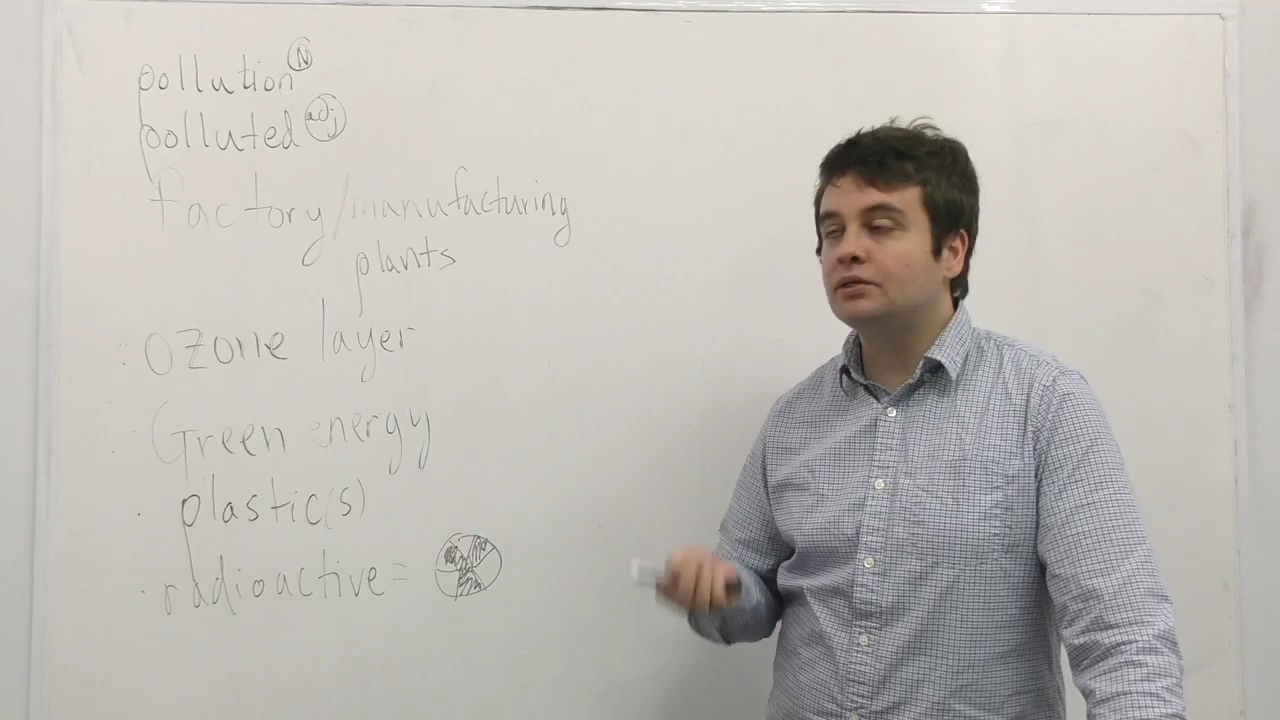 pollution N
polluted adj
factory/manufacturing
plants
ozone layer
Green energy
plastic(s)
radioactive =